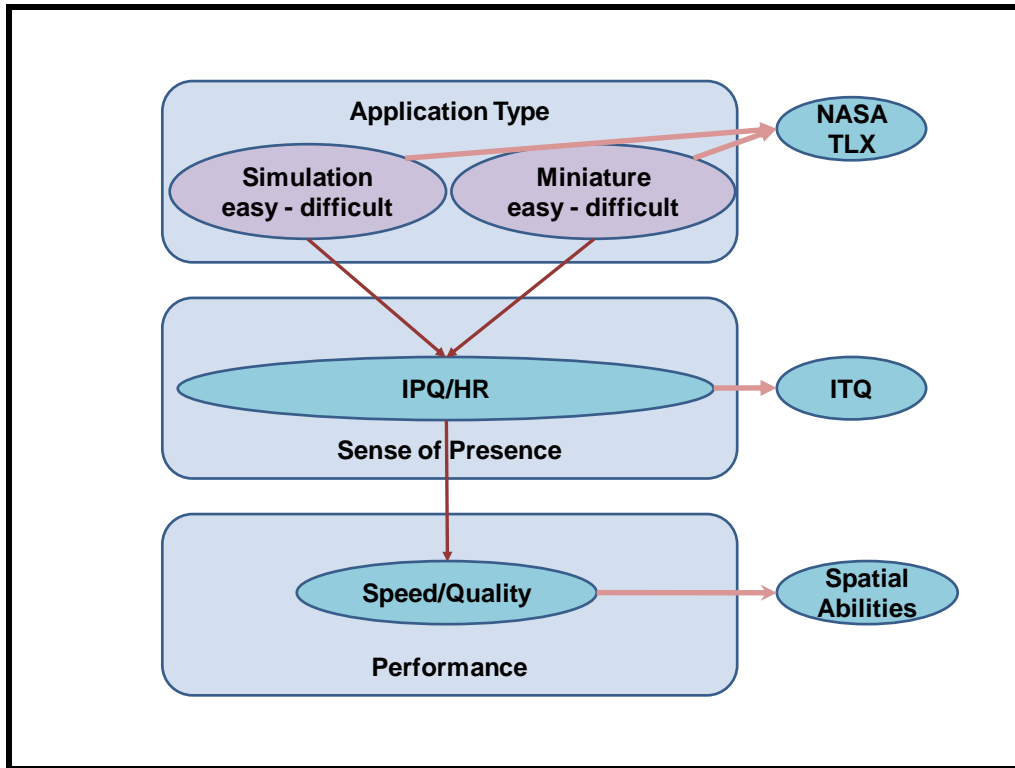 Application Type
NASA
TLX
Simulation
easy - difficult
Miniature
easy - difficult
IPQ/HR
ITQ
Sense of Presence
Speed/Quality
Spatial
Abilities
Performance